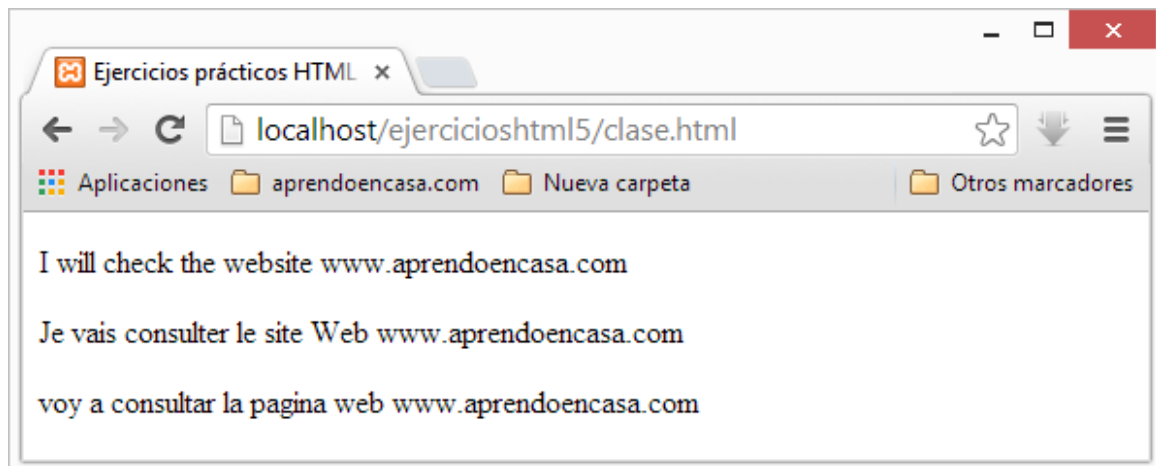 Ejercicios prácticos HTML
localhost/ejercicioshtml5/clase.html
Aplicaciones aprendoencasa.com Nueva carpeta Otros marcadores
I will check the website www.aprendoencasa.com
Je vais consulter le site Web www.aprendoencasa.com
voy a consultar la pagina web www.aprendoencasa.com